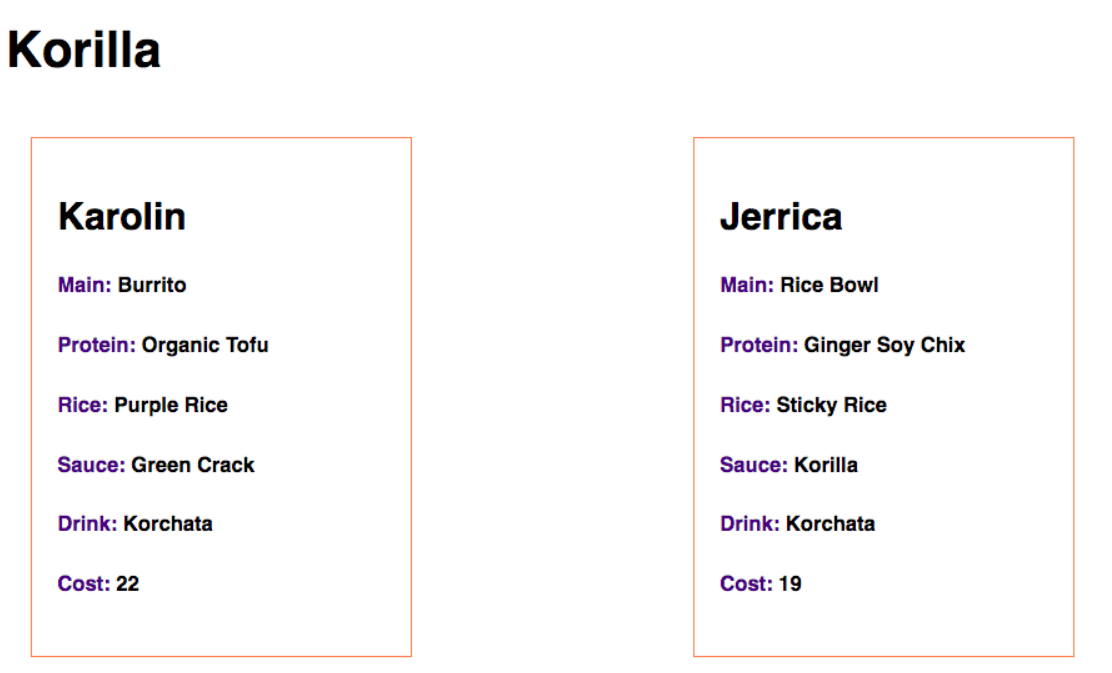 Korilla
Karolin
Main: Burrito
Protein: Organic Tofu
Rice: Purple Rice
Sauce: Green Crack
Drink: Korchata
Cost: 22
Jerrica
Main: Rice Bowl
Protein: Ginger Soy Chix
Rice: Sticky Rice
Sauce: Korilla
Drink: Korchata
Cost: 19